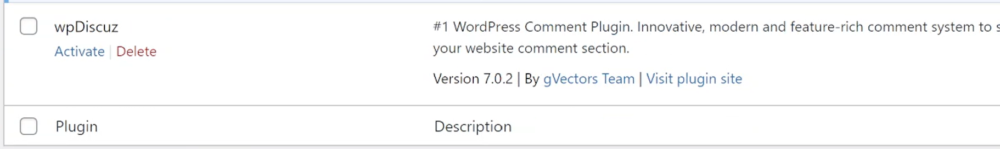 wpDiscuz
Activate | Delete
#1 WordPress Comment Plugin. Innovative, modern and feature-rich comment system to
your website comment section.
Version 7.0.2 | By gVectors Team | Visit plugin site
Plugin
Description